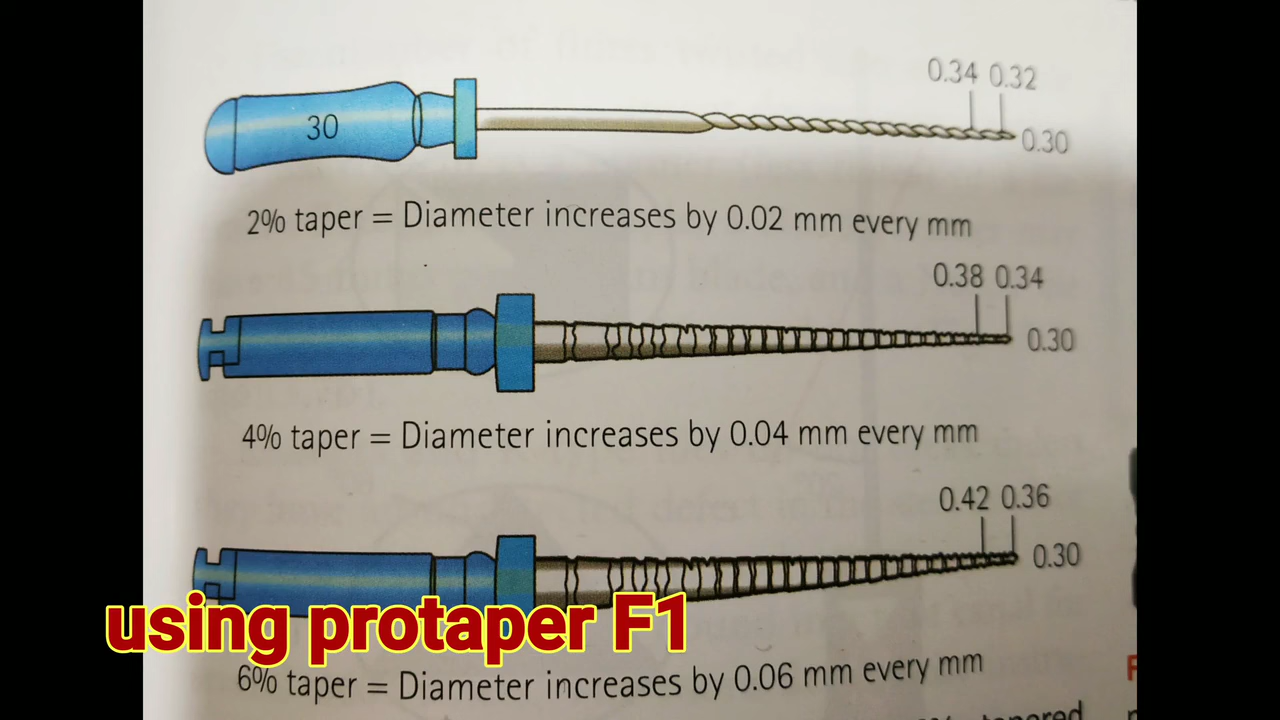 0.34 0.32
30
0.30
2% taper = Diameter increases by 0.02 mm every mm
0.38 0.34
0.30
4% taper = Diameter increases by 0.04 mm every mm
0.42 0.36
0.30
using protaper F1
6% taper = Diameter increases by 0.06 mm every mm
tapered